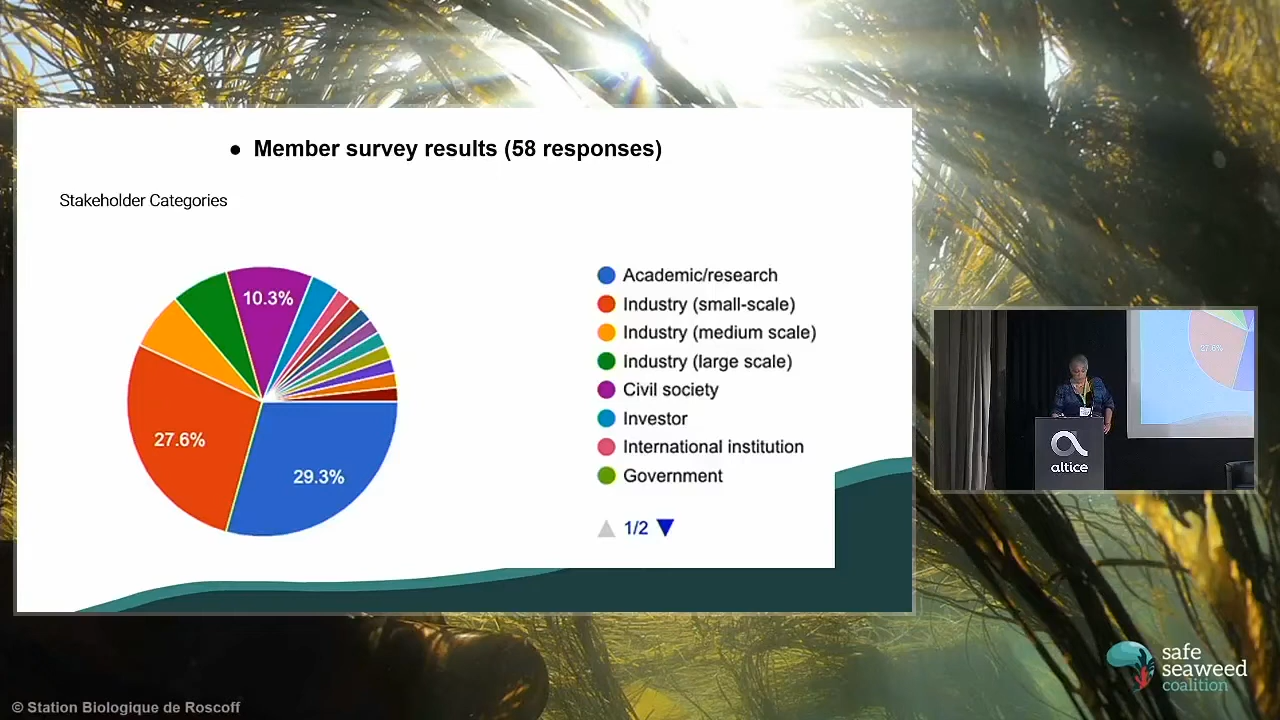 ● Member survey results (58 responses)
Stakeholder Categories
10.3%
27.6%
29.3%
Academic/research
Industry (small-scale)
Industry (medium scale)
Industry (large scale)
Civil society
Investor
International institution
Government
1/2
27.6%
altice
safe
seaweed
coalition
© Station Biologique de Roscoff